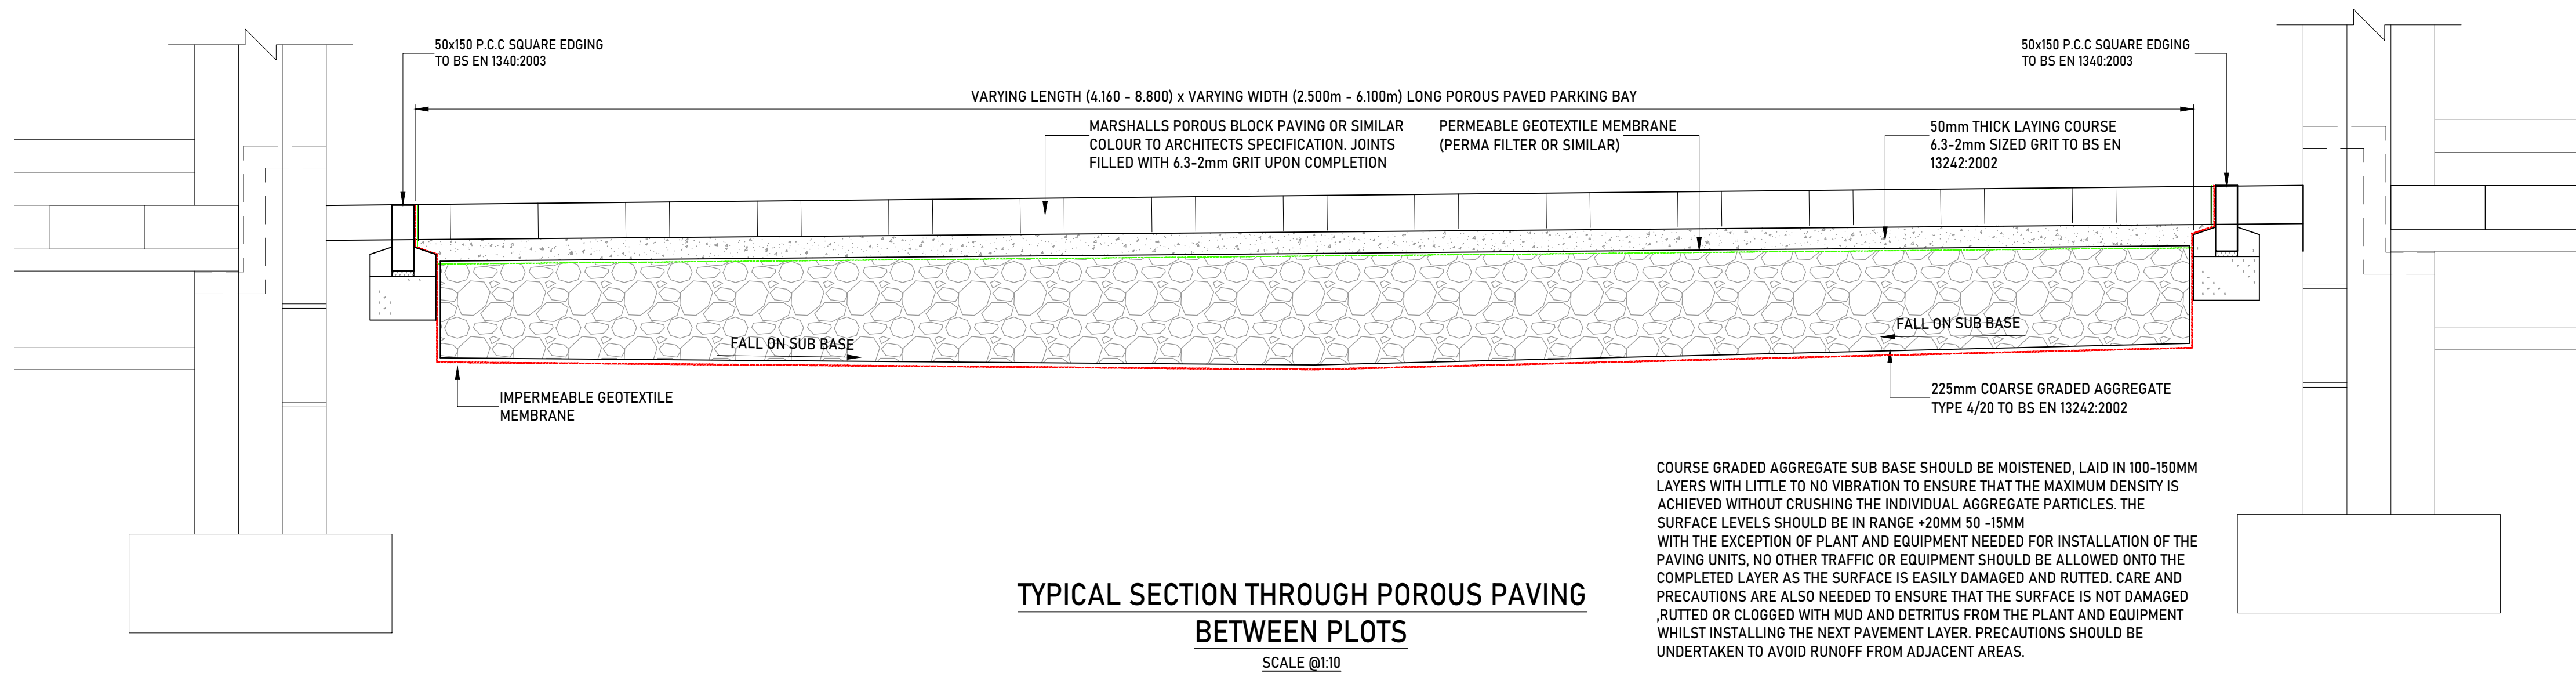 50x150 P.C.C SQUARE EDGING
TO BS EN 1340:2003
50x150 P.C.C SQUARE EDGING
TO BS EN 1340:2003
VARYING LENGTH (4.160 - 8.800) x VARYING WIDTH (2.500m - 6.100m) LONG POROUS PAVED PARKING BAY
MARSHALLS POROUS BLOCK PAVING OR SIMILAR
COLOUR TO ARCHITECTS SPECIFICATION. JOINTS
FILLED WITH 6.3-2mm GRIT UPON COMPLETION
PERMEABLE GEOTEXTILE MEMBRANE
(PERMA FILTER OR SIMILAR)
50mm THICK LAYING COURSE
6.3-2mm SIZED GRIT TO BS EN
13242:2002
FALL ON SUB BASE
FALL ON SUB BASE
IMPERMEABLE GEOTEXTILE
MEMBRANE
225mm COARSE GRADED AGGREGATE
TYPE 4/20 TO BS EN 13242:2002
COURSE GRADED AGGREGATE SUB BASE SHOULD BE MOISTENED, LAID IN 100-150MM
LAYERS WITH LITTLE TO NO VIBRATION TO ENSURE THAT THE MAXIMUM DENSITY IS
ACHIEVED WITHOUT CRUSHING THE INDIVIDUAL AGGREGATE PARTICLES. THE
SURFACE LEVELS SHOULD BE IN RANGE +20MM 50 -15MM
WITH THE EXCEPTION OF PLANT AND EQUIPMENT NEEDED FOR INSTALLATION OF THE
PAVING UNITS, NO OTHER TRAFFIC OR EQUIPMENT SHOULD BE ALLOWED ONTO THE
COMPLETED LAYER AS THE SURFACE IS EASILY DAMAGED AND RUTTED. CARE AND
PRECAUTIONS ARE ALSO NEEDED TO ENSURE THAT THE SURFACE IS NOT DAMAGED
,RUTTED OR CLOGGED WITH MUD AND DETRITUS FROM THE PLANT AND EQUIPMENT
WHILST INSTALLING THE NEXT PAVEMENT LAYER. PRECAUTIONS SHOULD BE
UNDERTAKEN TO AVOID RUNOFF FROM ADJACENT AREAS.
TYPICAL SECTION THROUGH POROUS PAVING
BETWEEN PLOTS
SCALE @1:10